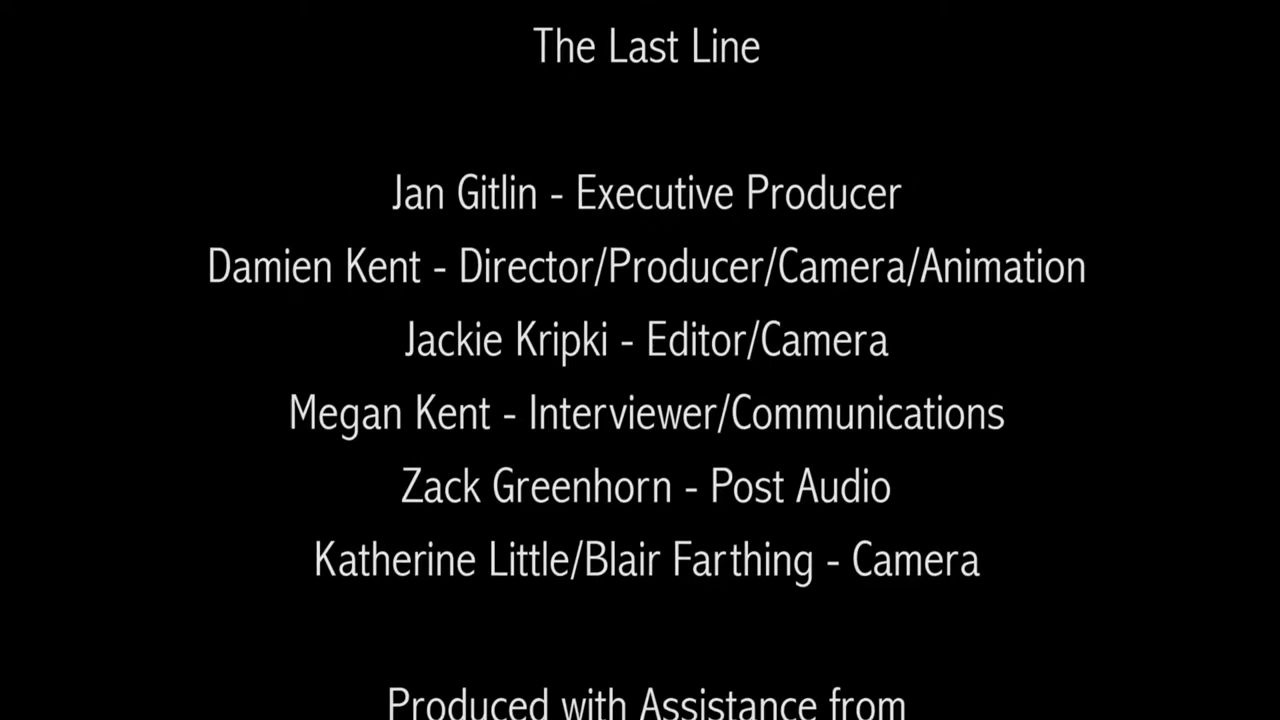 The Last Line
Jan Gitlin - Executive Producer
Damien Kent - Director/Producer/Camera/Animation
Jackie Kripki - Editor/Camera
Megan Kent - Interviewer/Communications
Zack Greenhorn - Post Audio
Katherine Little/Blair Farthing - Camera
Produced with Assistance from